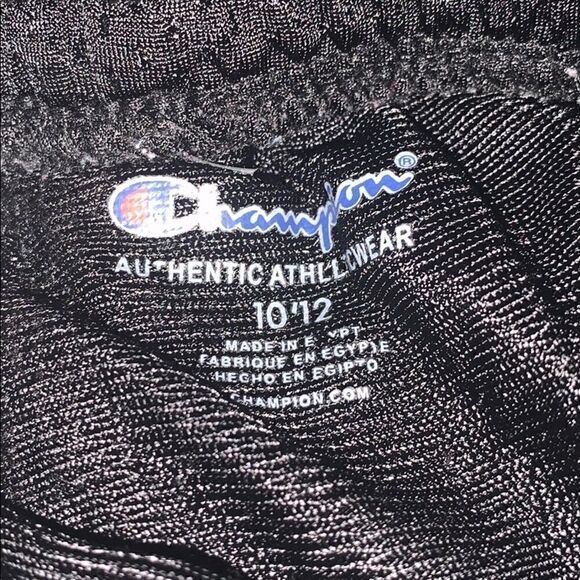 Champion®
AUTHENTIC ATHLETICWEAR
10/12
MADE IN EGYPT
FABRIQUE EN EGYPTE
HECHO EN EGIPTO
CHAMPION.COM